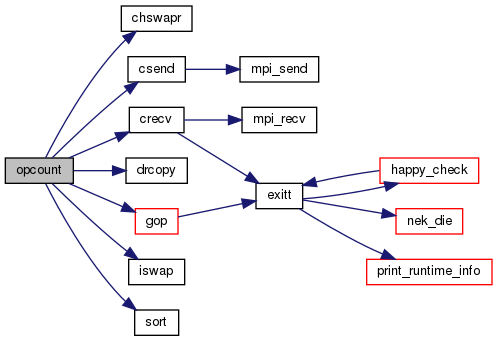 chswapr
csend
mpi_send
crecv
mpi_recv
opcount
drcopy
happy_check
exitt
gop
nek_die
iswap
print_runtime_info
sort